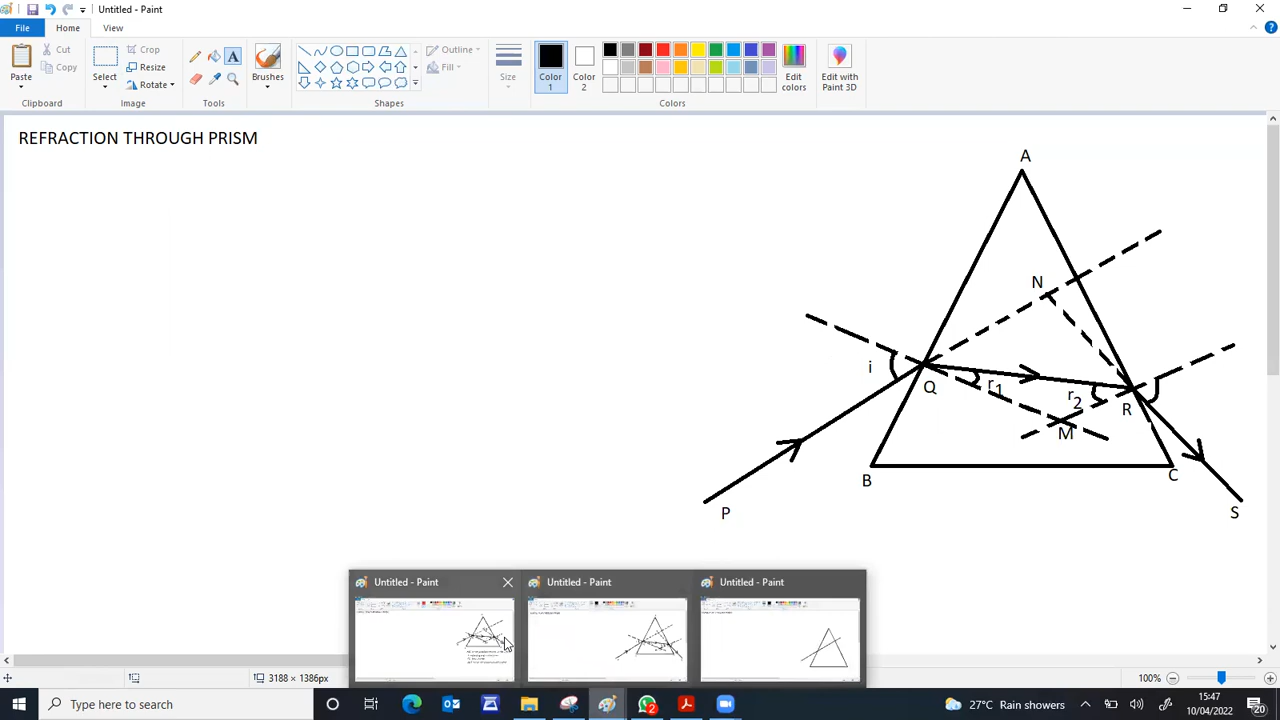 Untitled - Paint
File
Home
View
Paste
Cut
Copy
Clipboard
Select
Crop
Resize
Rotate
Image
Tools
Brushes
Shapes
Outline
Fill
Size
Color
1
Color
2
Edit
colors
Colors
Edit with
Paint 3D
REFRACTION THROUGH PRISM
A
N
i
Q
r1
r2
R
M
B
C
P
S
Untitled - Paint
Untitled - Paint
Untitled - Paint
3188 × 1386px
100%
Type here to search
2
27°C Rain showers
15:47
10/04/2022
20